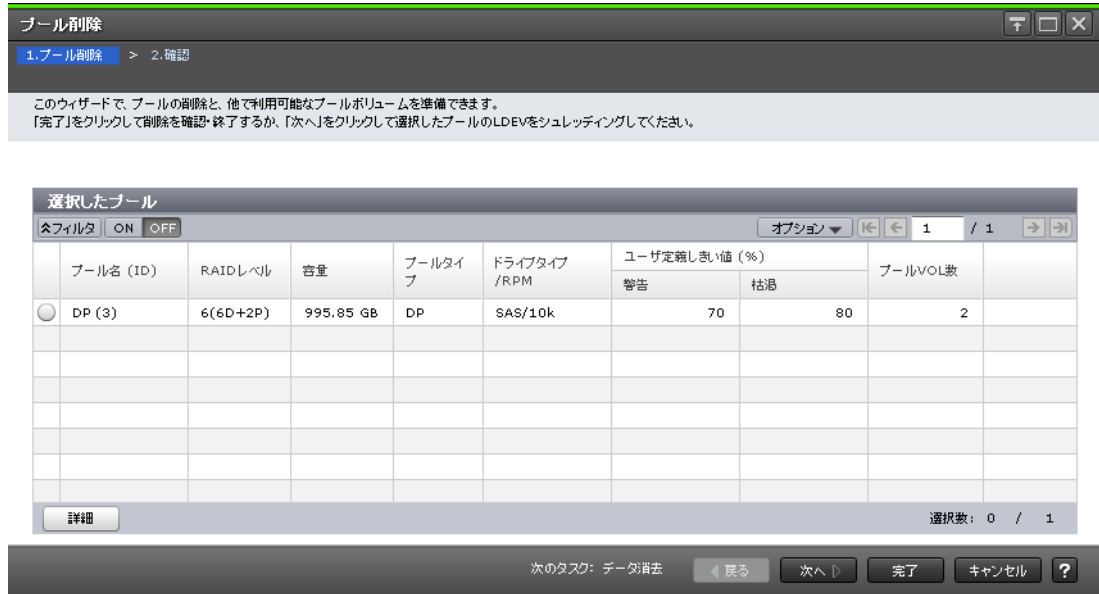 プール削除
1.プール削除 > 2.確認
このウィザードで、プールの削除と、他で利用可能なプールボリュームを準備できます。
「完了」をクリックして削除を確認・終了するか、「次へ」をクリックして選択したプールのLDEVをシュレッディングしてください。
選択したプール
フィルタ ON OFF オプション 1 / 1
プール名 (ID) RAIDレベル 容量 プールタイプ ドライブタイプ/RPM ユーザ定義しきい値 (%) プールVOL数
警告 枯渇
DP (3) 6(6D+2P) 995.85 GB DP SAS/10k 70 80 2
詳細 選択数: 0 / 1
次のタスク: データ消去 戻る 次へ 完了 キャンセル ?